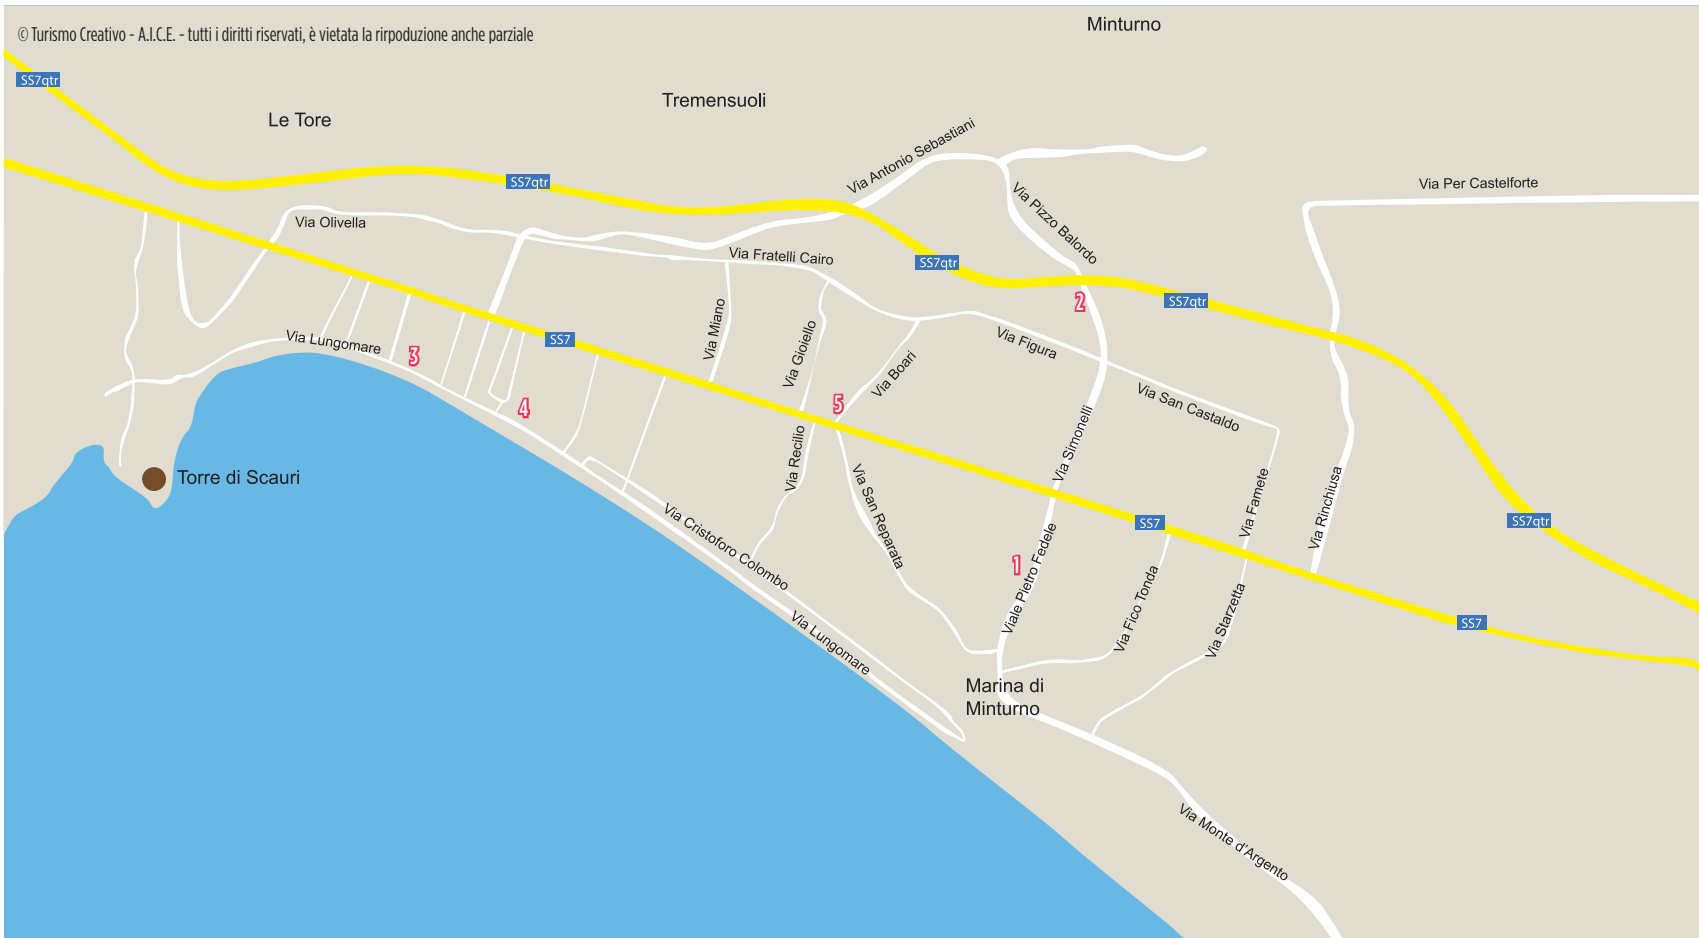 Minturno
© Turismo Creativo - A.I.C.E. - tutti i diritti riservati, è vietata la rirpoduzione anche parziale
SS7qtr
Tremensuoli
Le Tore
Via Antonio Sebastiani
SS7qtr
Via Per Castelforte
Via Pizzo Balordo
Via Olivella
Via Fratelli Cairo
SS7qtr
2
SS7qtr
Via Miano
Via Lungomare
SS7
Via Figura
3
Via Gioiello
Via Boari
4
5
Via San Castaldo
Via Simonelli
Via Recilio
Torre di Scauri
Via San Reparata
Via Famete
Via Rinchiusa
SS7
SS7qtr
Via Cristoforo Colombo
1
Viale Pietro Fedele
Via Fico Tonda
Via Starzetta
SS7
Via Lungomare
Marina di
Minturno
Via Monte d'Argento